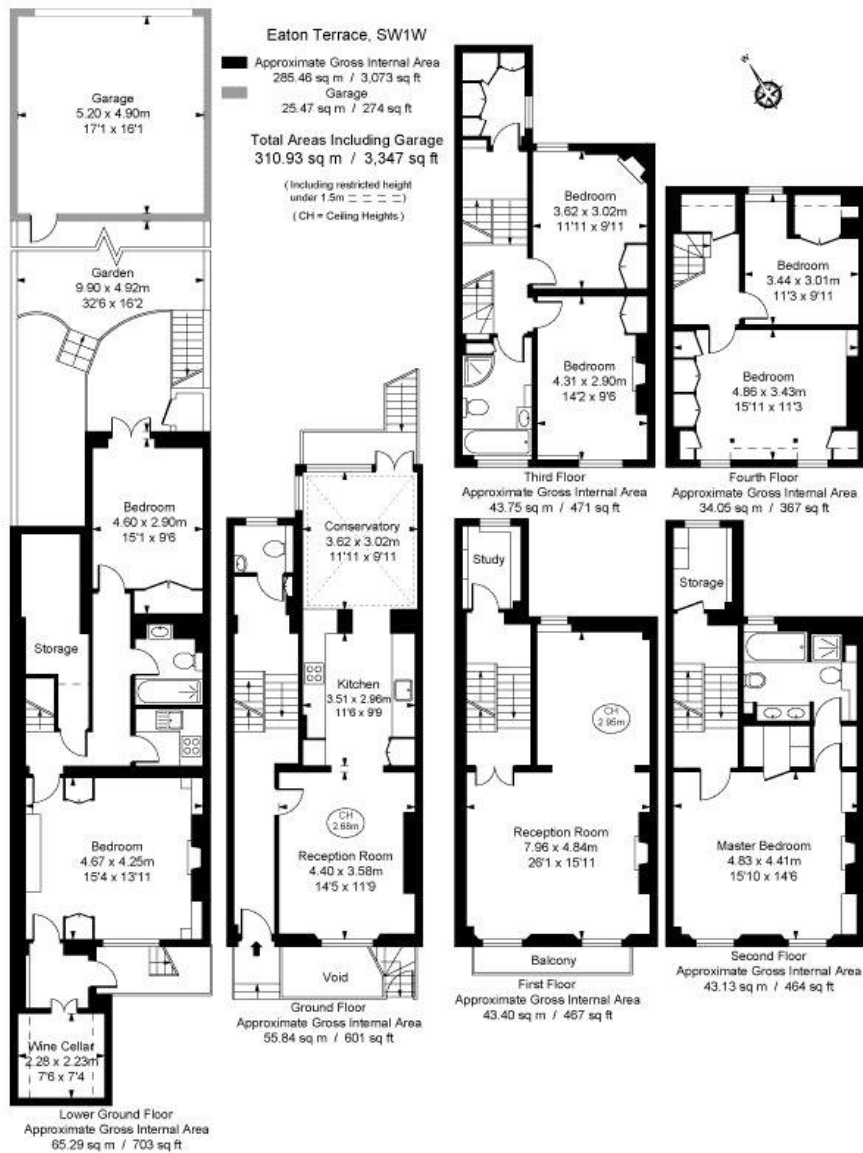 Eaton Terrace, SW1W
Approximate Gross Internal Area
285.46 sq m / 3,073 sq ft
Garage
25.47 sq m / 274 sq ft
Total Areas Including Garage
310.93 sq m / 3,347 sq ft
( Including restricted height
under 1.5m )
( CH = Ceiling Heights )
N
Garage
5.20 x 4.90m
17'1 x 16'1
Garden
9.90 x 4.92m
32'6 x 16'2
Bedroom
4.60 x 2.90m
15'1 x 9'6
Storage
Bedroom
4.67 x 4.25m
15'4 x 13'11
Wine Cellar
2.28 x 2.23m
7'6 x 7'4
Lower Ground Floor
Approximate Gross Internal Area
65.29 sq m / 703 sq ft
Conservatory
3.62 x 3.02m
11'11 x 9'11
Kitchen
3.51 x 2.96m
11'6 x 9'9
CH
2.68m
Reception Room
4.40 x 3.58m
14'5 x 11'9
Void
Ground Floor
Approximate Gross Internal Area
55.84 sq m / 601 sq ft
Bedroom
3.62 x 3.02m
11'11 x 9'11
Bedroom
4.31 x 2.90m
14'2 x 9'6
Third Floor
Approximate Gross Internal Area
43.75 sq m / 471 sq ft
Bedroom
3.44 x 3.01m
11'3 x 9'11
Bedroom
4.86 x 3.43m
15'11 x 11'3
Fourth Floor
Approximate Gross Internal Area
34.05 sq m / 367 sq ft
Study
CH
2.95m
Reception Room
7.96 x 4.84m
26'1 x 15'11
Balcony
First Floor
Approximate Gross Internal Area
43.40 sq m / 467 sq ft
Storage
Master Bedroom
4.83 x 4.41m
15'10 x 14'6
Second Floor
Approximate Gross Internal Area
43.13 sq m / 464 sq ft